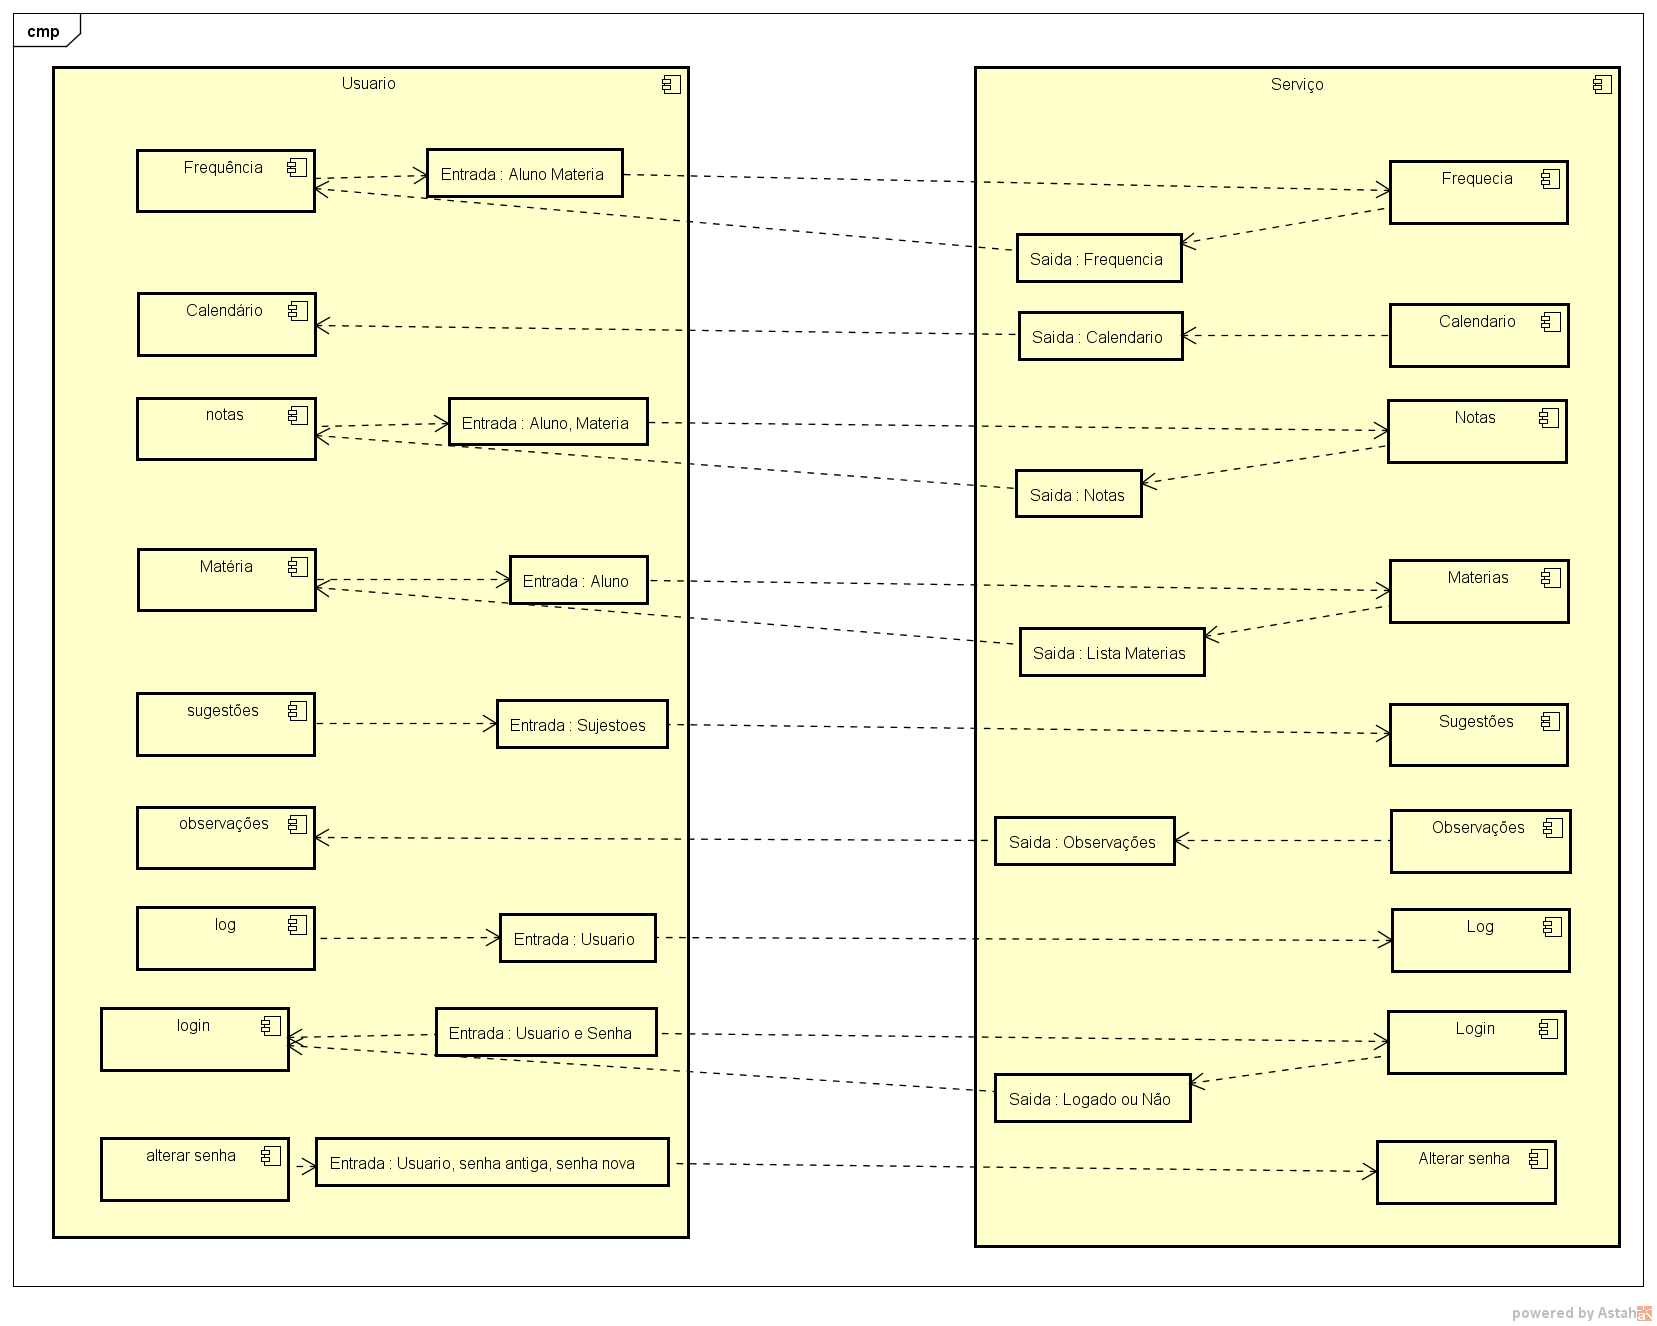 cmp
Usuario
Serviço
Frequência
Entrada : Aluno Materia
Frequecia
Saida : Frequencia
Calendário
Saida : Calendario
Calendario
notas
Entrada : Aluno, Materia
Notas
Saida : Notas
Matéria
Entrada : Aluno
Materias
Saida : Lista Materias
sugestões
Entrada : Sujestoes
Sugestões
observações
Saida : Observações
Observações
log
Entrada : Usuario
Log
login
Entrada : Usuario e Senha
Login
Saida : Logado ou Não
alterar senha
Entrada : Usuario, senha antiga, senha nova
Alterar senha
powered by Astah